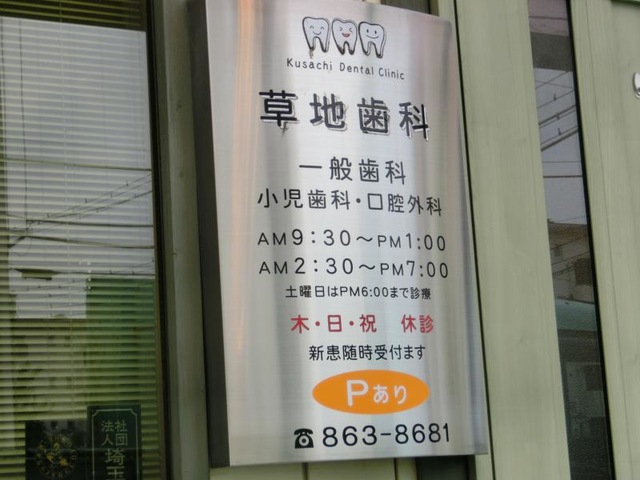 Kusachi Dental Clinic
草地歯科
一般歯科
小児歯科・口腔外科
AM9:30〜PM1:00
AM2:30〜PM7:00
土曜日はPM6:00まで診療
木・日・祝 休診
新患随時受付ます
Pあり
☎863-8681
社団
法人
埼玉